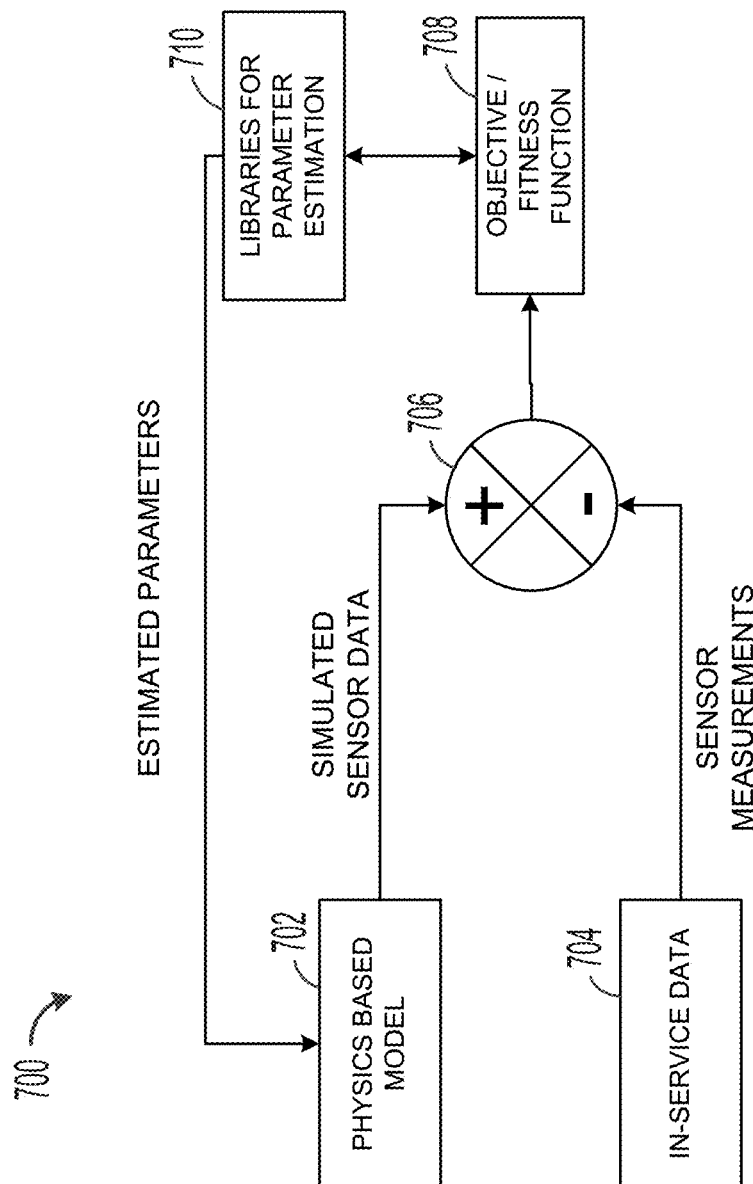 700
ESTIMATED PARAMETERS
710
LIBRARIES FOR
PARAMETER
ESTIMATION
702
PHYSICS BASED
MODEL
SIMULATED
SENSOR DATA
706
+
-
708
OBJECTIVE /
FITNESS
FUNCTION
704
IN-SERVICE DATA
SENSOR
MEASUREMENTS